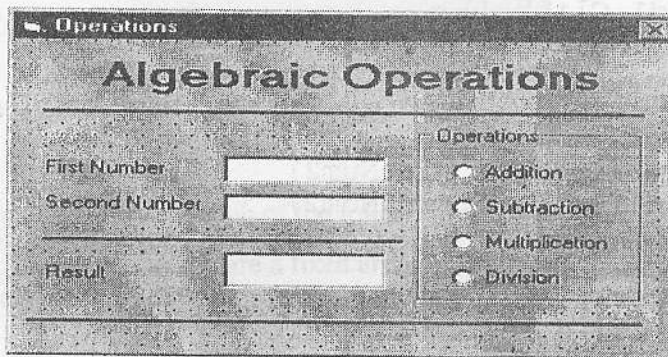 Operations
Algebraic Operations
First Number
Second Number
Result
Operations
Addition
Subtraction
Multiplication
Division